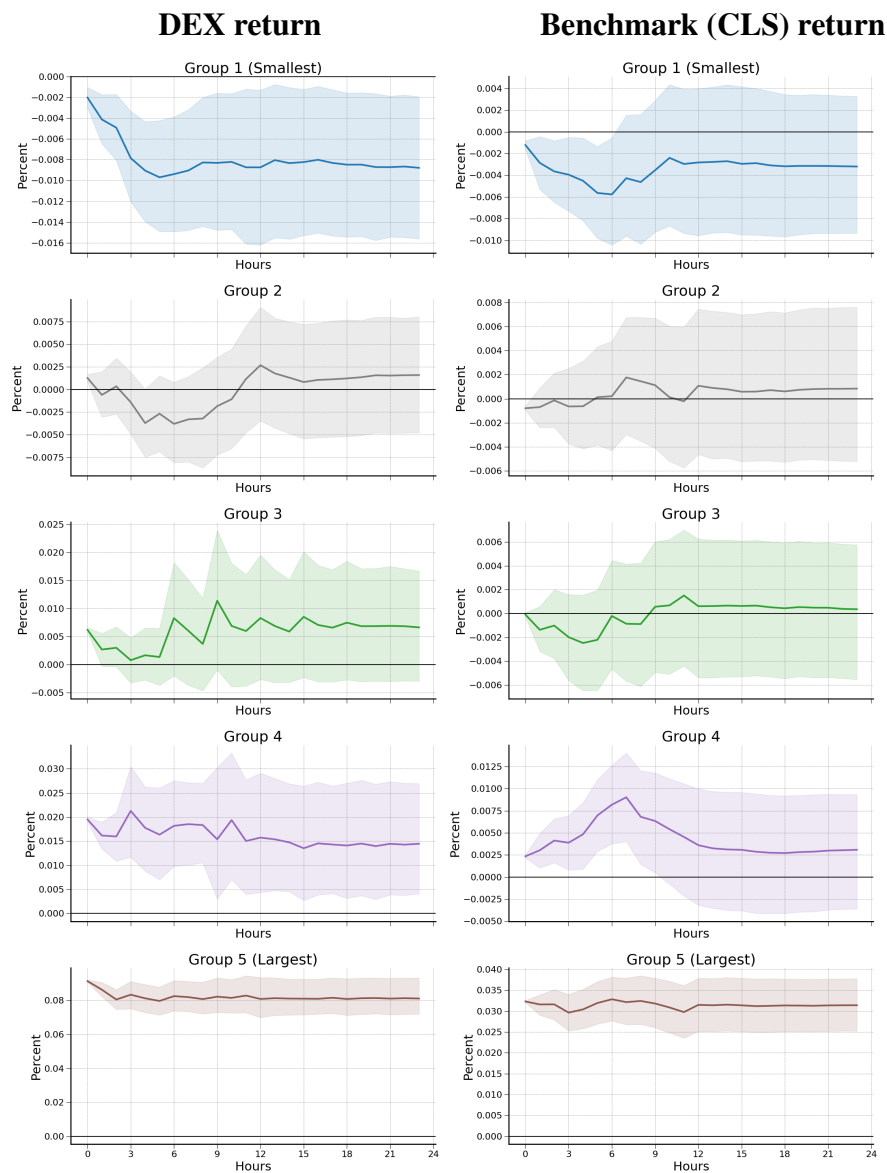 DEX return
Benchmark (CLS) return
Group 1 (Smallest)
Percent
0.000
−0.002
−0.004
−0.006
−0.008
−0.010
−0.012
−0.014
−0.016
Hours
Group 1 (Smallest)
Percent
0.004
0.002
0.000
−0.002
−0.004
−0.006
−0.008
−0.010
Hours
Group 2
Percent
0.0075
0.0050
0.0025
0.0000
−0.0025
−0.0050
−0.0075
Hours
Group 2
Percent
0.008
0.006
0.004
0.002
0.000
−0.002
−0.004
−0.006
Hours
Group 3
Percent
0.025
0.020
0.015
0.010
0.005
0.000
−0.005
Hours
Group 3
Percent
0.006
0.004
0.002
0.000
−0.002
−0.004
−0.006
Hours
Group 4
Percent
0.030
0.025
0.020
0.015
0.010
0.005
0.000
Hours
Group 4
Percent
0.0125
0.0100
0.0075
0.0050
0.0025
0.0000
−0.0025
−0.0050
Hours
Group 5 (Largest)
Percent
0.08
0.06
0.04
0.02
0.00
0 3 6 9 12 15 18 21 24
Hours
Group 5 (Largest)
Percent
0.040
0.035
0.030
0.025
0.020
0.015
0.010
0.005
0.000
0 3 6 9 12 15 18 21 24
Hours